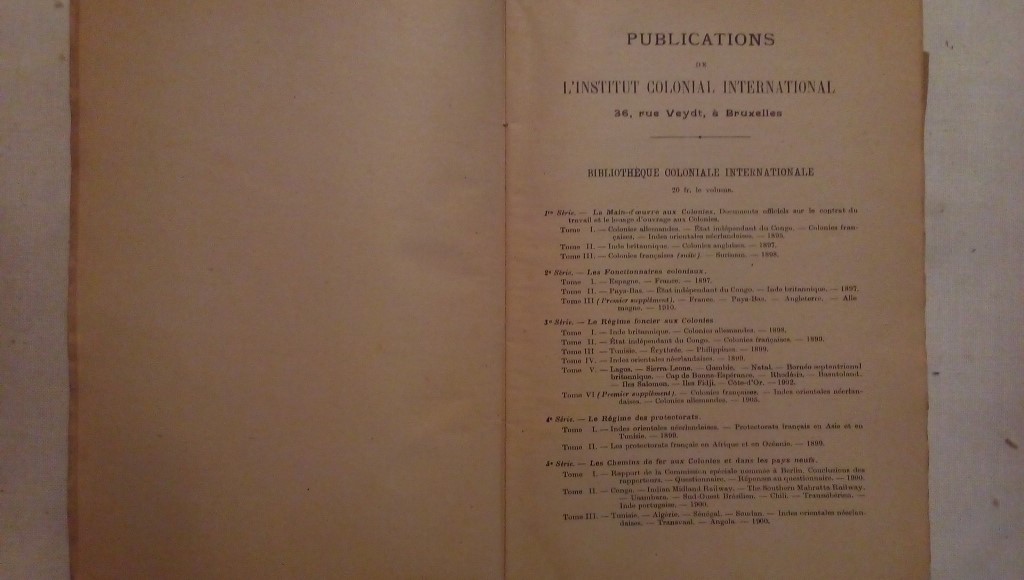 PUBLICATIONS
DE
L'INSTITUT COLONIAL INTERNATIONAL
36, rue Veydt, à Bruxelles
BIBLIOTHÈQUE COLONIALE INTERNATIONALE
20 fr. le volume.
1re Série. — La Main-d'œuvre aux Colonies. Documents officiels sur le contrat du
travail et le louage d'ouvrage aux Colonies.
Tome I. — Colonies allemandes. — État indépendant du Congo. — Colonies fran-
çaises. — Indes orientales néerlandaises. — 1895.
Tome II. — Inde britannique. — Colonies anglaises. — 1897.
Tome III. — Colonies françaises (suite). — Surinam. — 1898.
2e Série. — Les Fonctionnaires coloniaux.
Tome I. — Espagne. — France. — 1897.
Tome II. — Pays-Bas. — État indépendant du Congo. — Inde britannique. — 1897.
Tome III (Premier supplément). — France. — Pays-Bas. — Angleterre. — Alle
magne. — 1910.
3e Série. — Le Régime foncier aux Colonies
Tome I. — Inde britannique. — Colonies allemandes. — 1898.
Tome II. — État indépendant du Congo. — Colonies françaises. — 1899.
Tome III — Tunisie. — Érythrée. — Philippines. — 1899.
Tome IV. — Indes orientales néerlandaises. — 1899.
Tome V. — Lagos. — Sierra-Leone. — Gambie. — Natal. — Bornéo septentrional
britannique. — Cap de Bonne-Espérance. — Rhodésia. — Basutoland.
— Iles Salomon. — Iles Fidji. — Côte-d'Or. — 1902.
Tome VI (Premier supplément). — Colonies françaises. — Indes orientales néerlan-
daises. — Colonies allemandes. — 1905.
4e Série. — Le Régime des protectorats.
Tome I. — Indes orientales néerlandaises. — Protectorats français en Asie et en
Tunisie. — 1899.
Tome II. — Les protectorats français en Afrique et en Océanie. — 1899.
5e Série. — Les Chemins de fer aux Colonies et dans les pays neufs.
Tome I. — Rapport de la Commission spéciale nommée à Berlin. Conclusions des
rapporteurs. — Questionnaire. — Réponses au questionnaire. — 1900.
Tome II. — Congo. — Indian Midland Railway. — The Southern Mahratta Railway.
— Usambara. — Sud-Ouest Brésilien. — Chili. — Transsibérien. —
Inde portugaise. — 1900.
Tome III. — Tunisie. — Algérie. — Sénégal. — Soudan. — Indes orientales néerlan-
daises. — Transvaal. — Angola. — 1900.